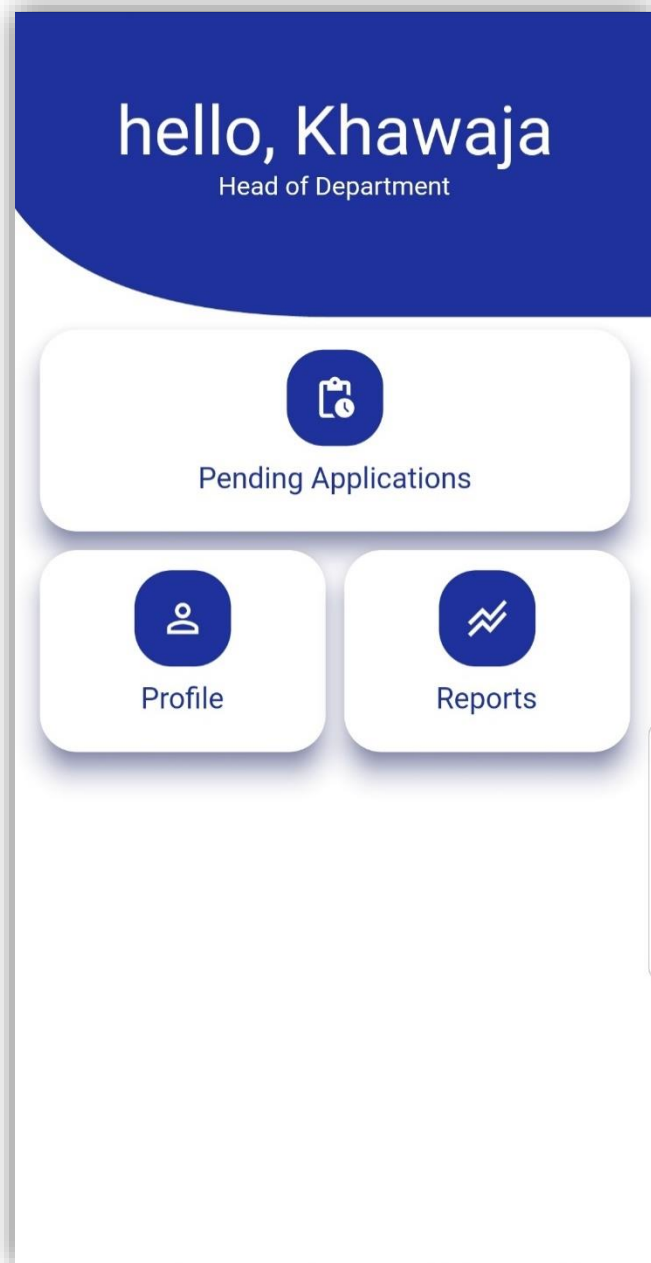 hello, Khawaja
Head of Department
Pending Applications
Profile
Reports